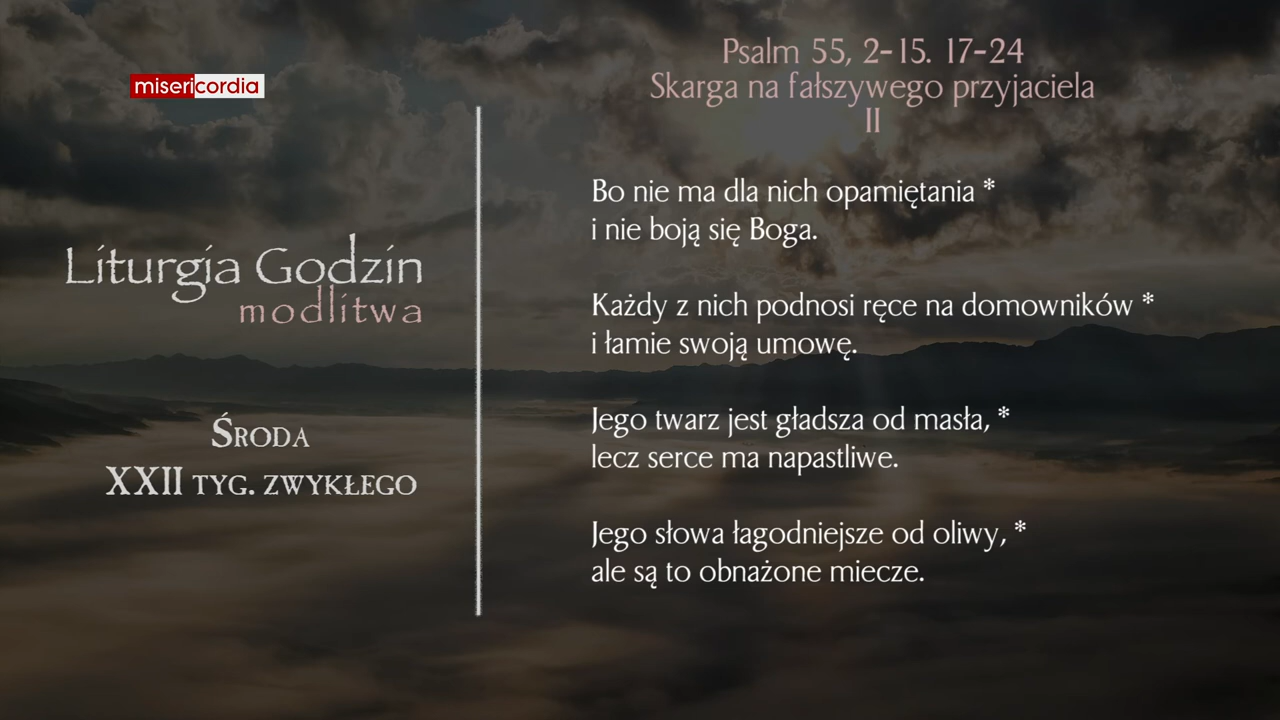 misericordia
Liturgia Godzin
modlitwa
Środa
XXII tyg. zwykłego
Psalm 55, 2-15. 17-24
Skarga na fałszywego przyjaciela
II
Bo nie ma dla nich opamiętania *
i nie boją się Boga.
Każdy z nich podnosi ręce na domowników *
i łamie swoją umowę.
Jego twarz jest gładsza od masła, *
lecz serce ma napastliwe.
Jego słowa łagodniejsze od oliwy, *
ale są to obnażone miecze.